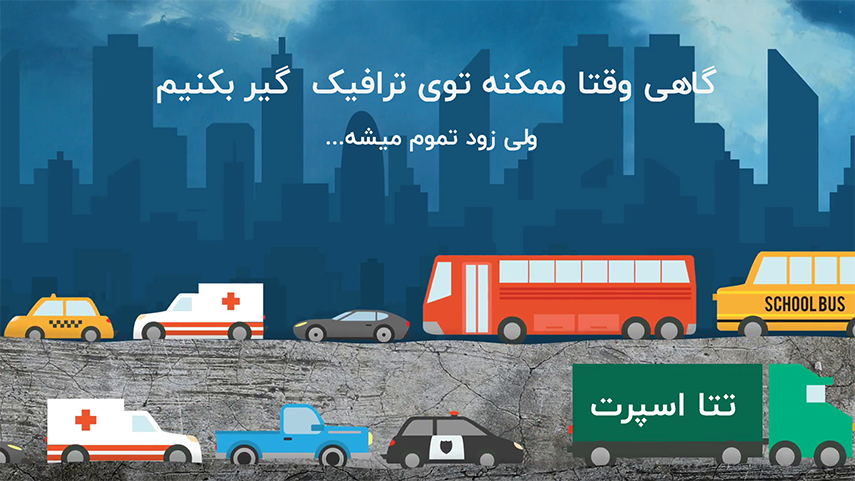 گاهی وقتا ممکنه توی ترافیک گیر بکنیم
ولی زود تموم میشه...
SCHOOL BUS
تتا اسپرت